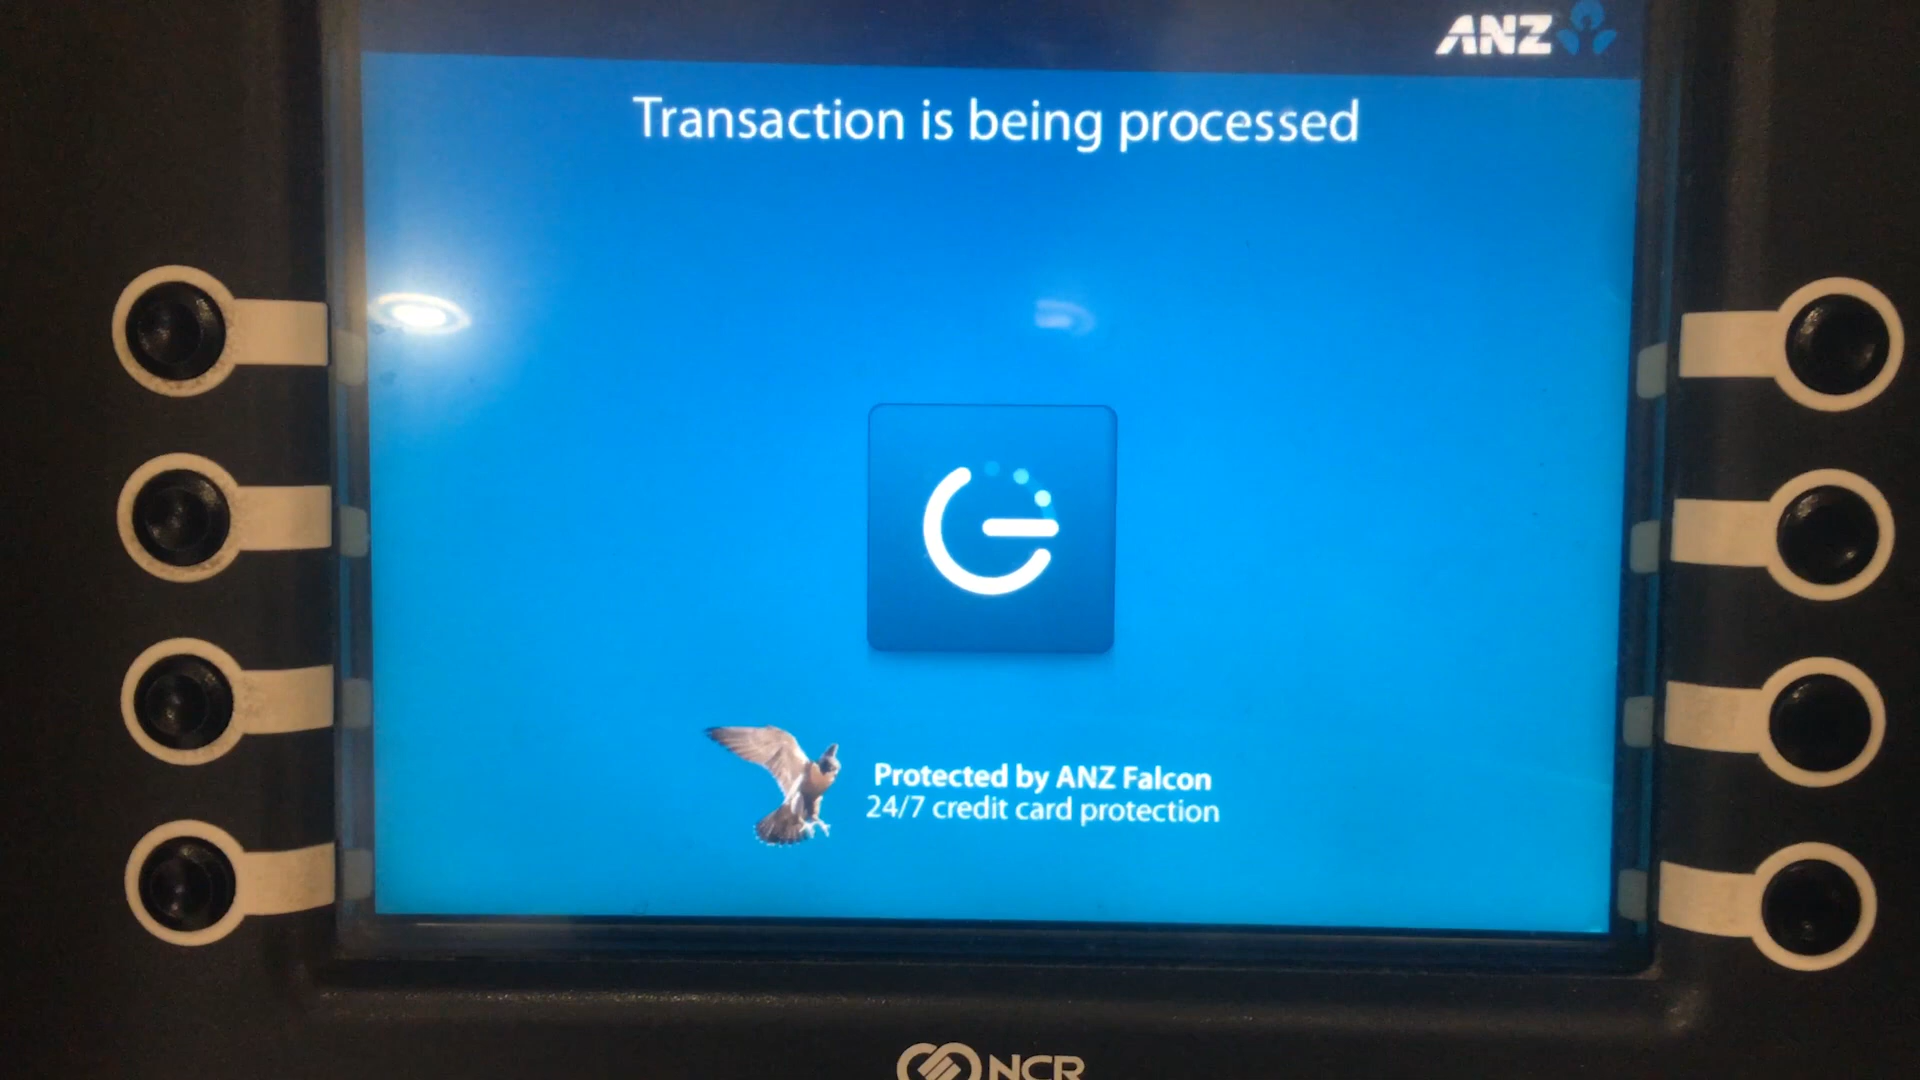 ANZ
Transaction is being processed
Protected by ANZ Falcon
24/7 credit card protection
NCR